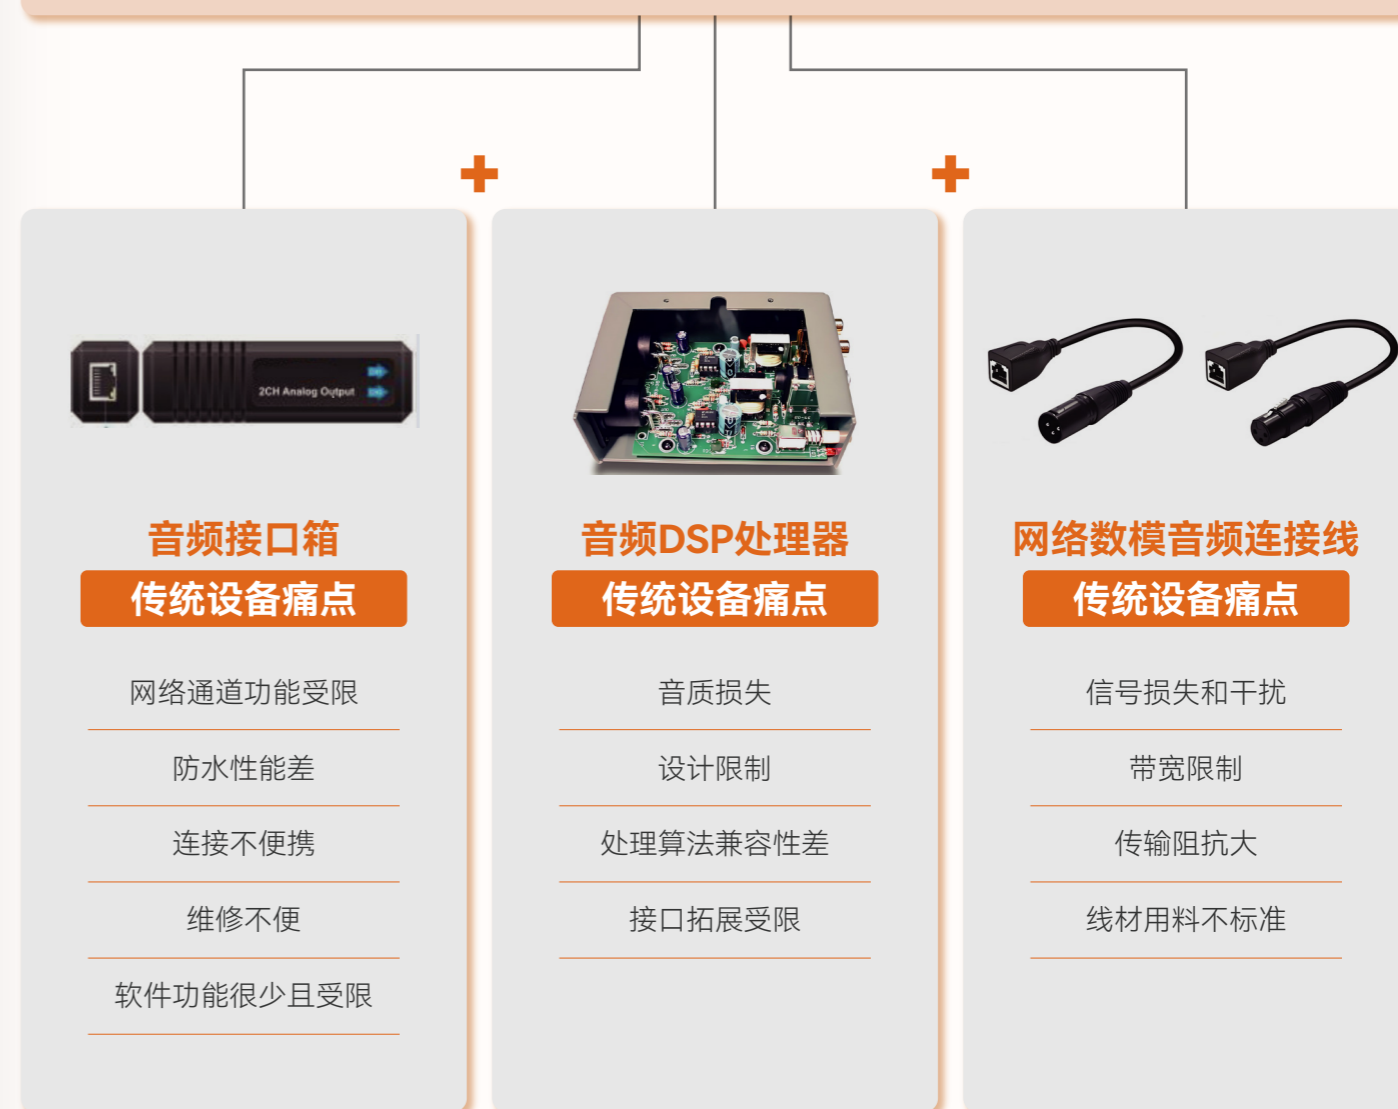 2CH Analog Output
音频接口箱
传统设备痛点
网络通道功能受限
防水性能差
连接不便携
维修不便
软件功能很少且受限
音频DSP处理器
传统设备痛点
音质损失
设计限制
处理算法兼容性差
接口拓展受限
网络数模音频连接线
传统设备痛点
信号损失和干扰
带宽限制
传输阻抗大
线材用料不标准